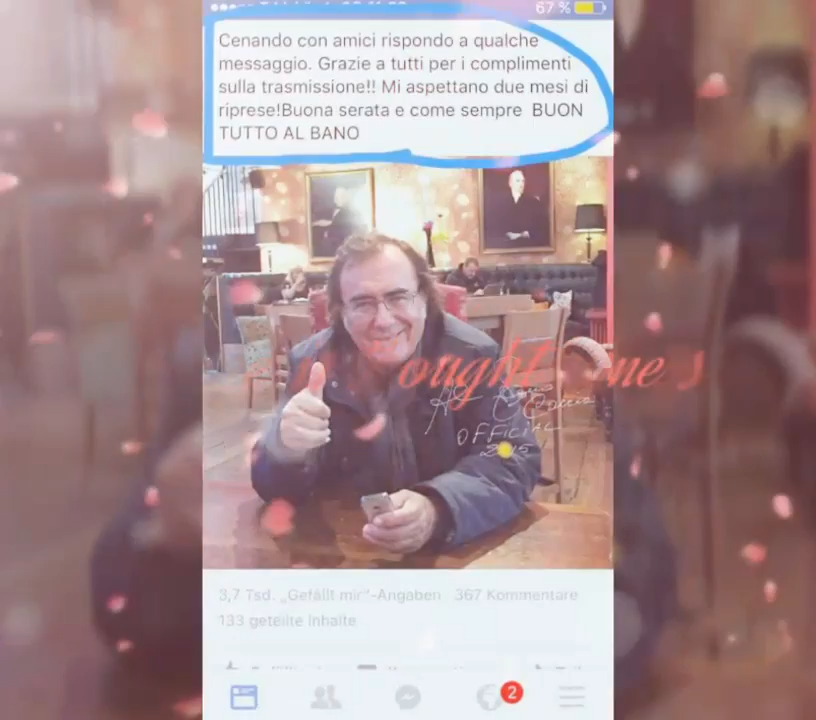 67 %
Cenando con amici rispondo a qualche
messaggio. Grazie a tutti per i complimenti
sulla trasmissione!! Mi aspettano due mesi di
riprese!Buona serata e come sempre BUON
TUTTO AL BANO
OFFICIAL
2015
3,7 Tsd. „Gefällt mir“-Angaben 367 Kommentare
133 geteilte Inhalte
2